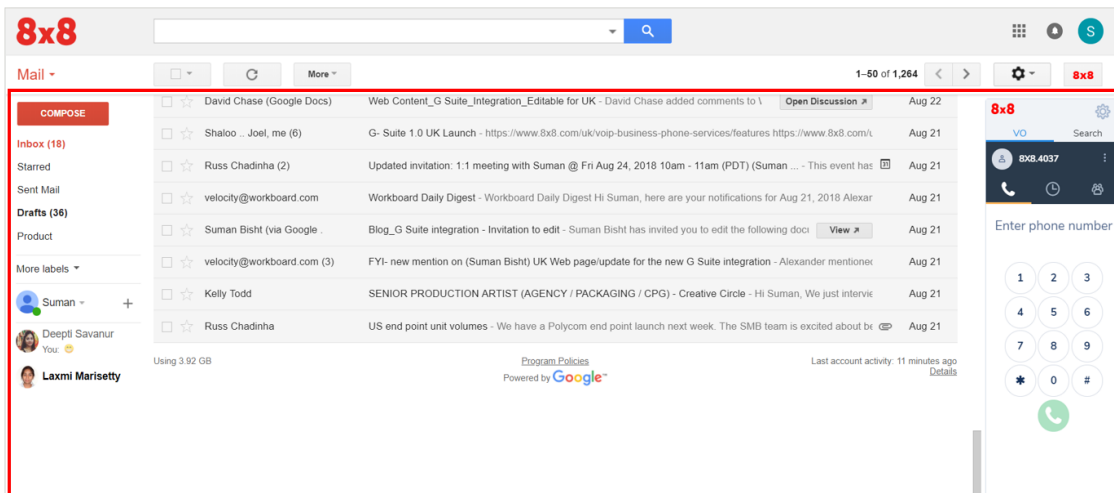 8x8
S
Mail
More
1–50 of 1,264
8x8
COMPOSE
Inbox (18)
Starred
Sent Mail
Drafts (36)
Product
More labels
Suman
Deepti Savanur
You:
Laxmi Marisetty
David Chase (Google Docs) Web Content_G Suite_Integration_Editable for UK - David Chase added comments to Open Discussion Aug 22
Shaloo .. Joel, me (6) G- Suite 1.0 UK Launch - https://www.8x8.com/uk/voip-business-phone-services/features https://www.8x8.com/u Aug 21
Russ Chadinha (2) Updated invitation: 1:1 meeting with Suman @ Fri Aug 24, 2018 10am - 11am (PDT) (Suman ... - This event has 31 Aug 21
velocity@workboard.com Workboard Daily Digest - Workboard Daily Digest Hi Suman, here are your notifications for Aug 21, 2018 Alexar Aug 21
Suman Bisht (via Google . Blog_G Suite integration - Invitation to edit - Suman Bisht has invited you to edit the following docu View Aug 21
velocity@workboard.com (3) FYI- new mention on (Suman Bisht) UK Web page/update for the new G Suite integration - Alexander mentioned Aug 21
Kelly Todd SENIOR PRODUCTION ARTIST (AGENCY / PACKAGING / CPG) - Creative Circle - Hi Suman, We just intervie Aug 21
Russ Chadinha US end point unit volumes - We have a Polycom end point launch next week. The SMB team is excited about be Aug 21
Using 3.92 GB
Program Policies
Powered by Google™
Last account activity: 11 minutes ago
Details
8x8
VO Search
8X8.4037
Enter phone number
1 2 3
4 5 6
7 8 9
* 0 #